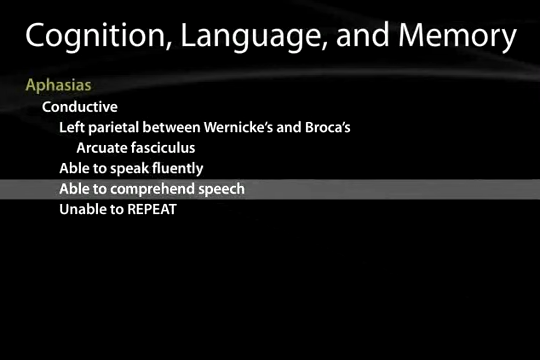 Cognition, Language, and Memory
Aphasias
Conductive
Left parietal between Wernicke's and Broca's
Arcuate fasciculus
Able to speak fluently
Able to comprehend speech
Unable to REPEAT